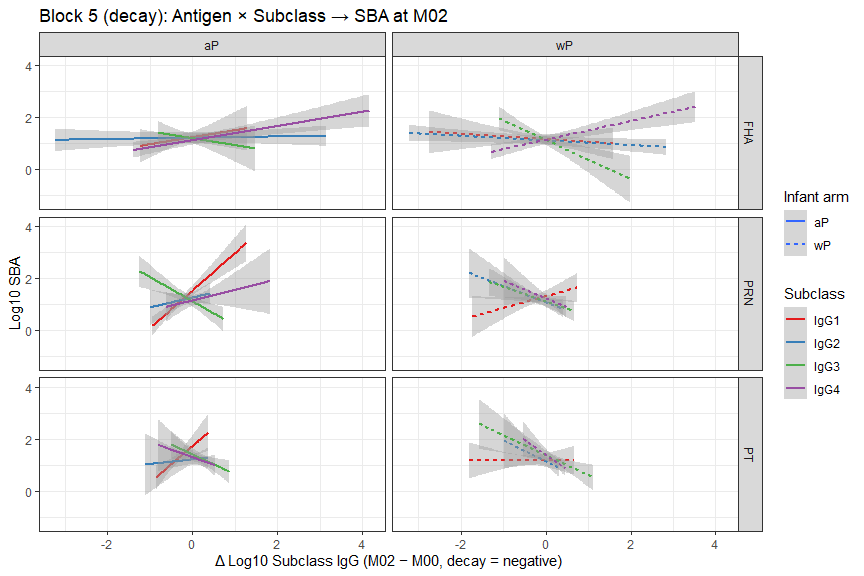 Block 5 (decay): Antigen × Subclass → SBA at M02
aP
wP
4
2
0
FHA
4
2
0
PRN
4
2
0
PT
Log10 SBA
-2
0
2
4
-2
0
2
4
Δ Log10 Subclass IgG (M02 − M00, decay = negative)
Infant arm
aP
wP
Subclass
IgG1
IgG2
IgG3
IgG4